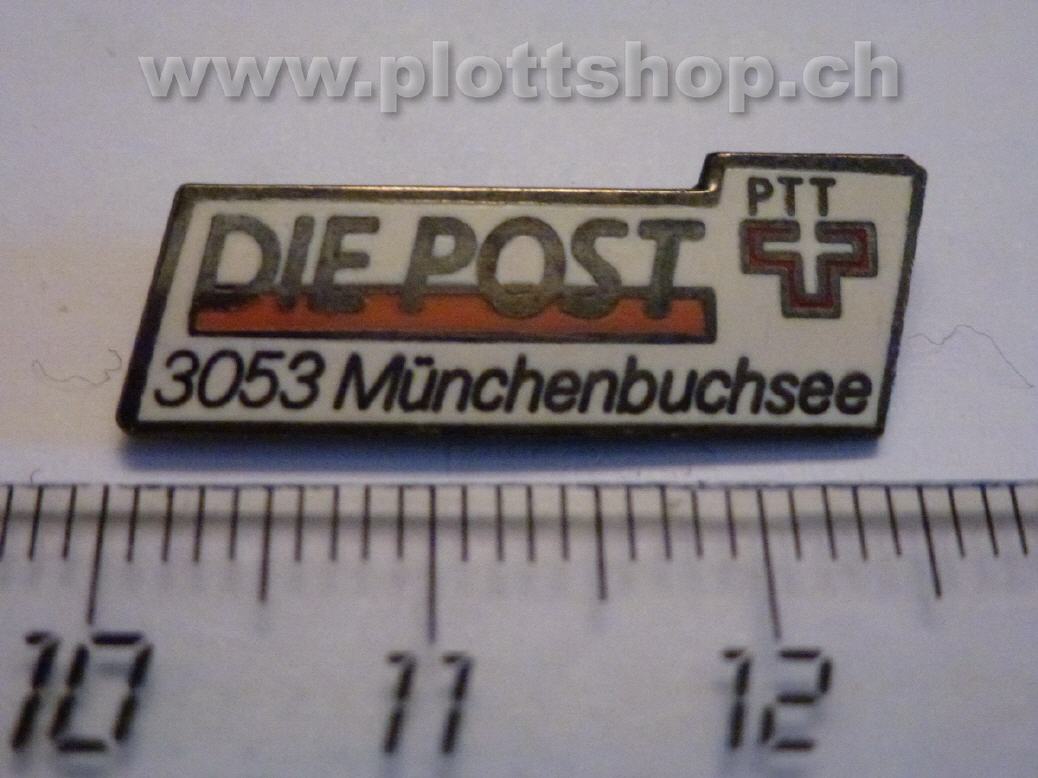 www.plottshop.ch
PTT
DIE POST
3053 Münchenbuchsee
10 11 12